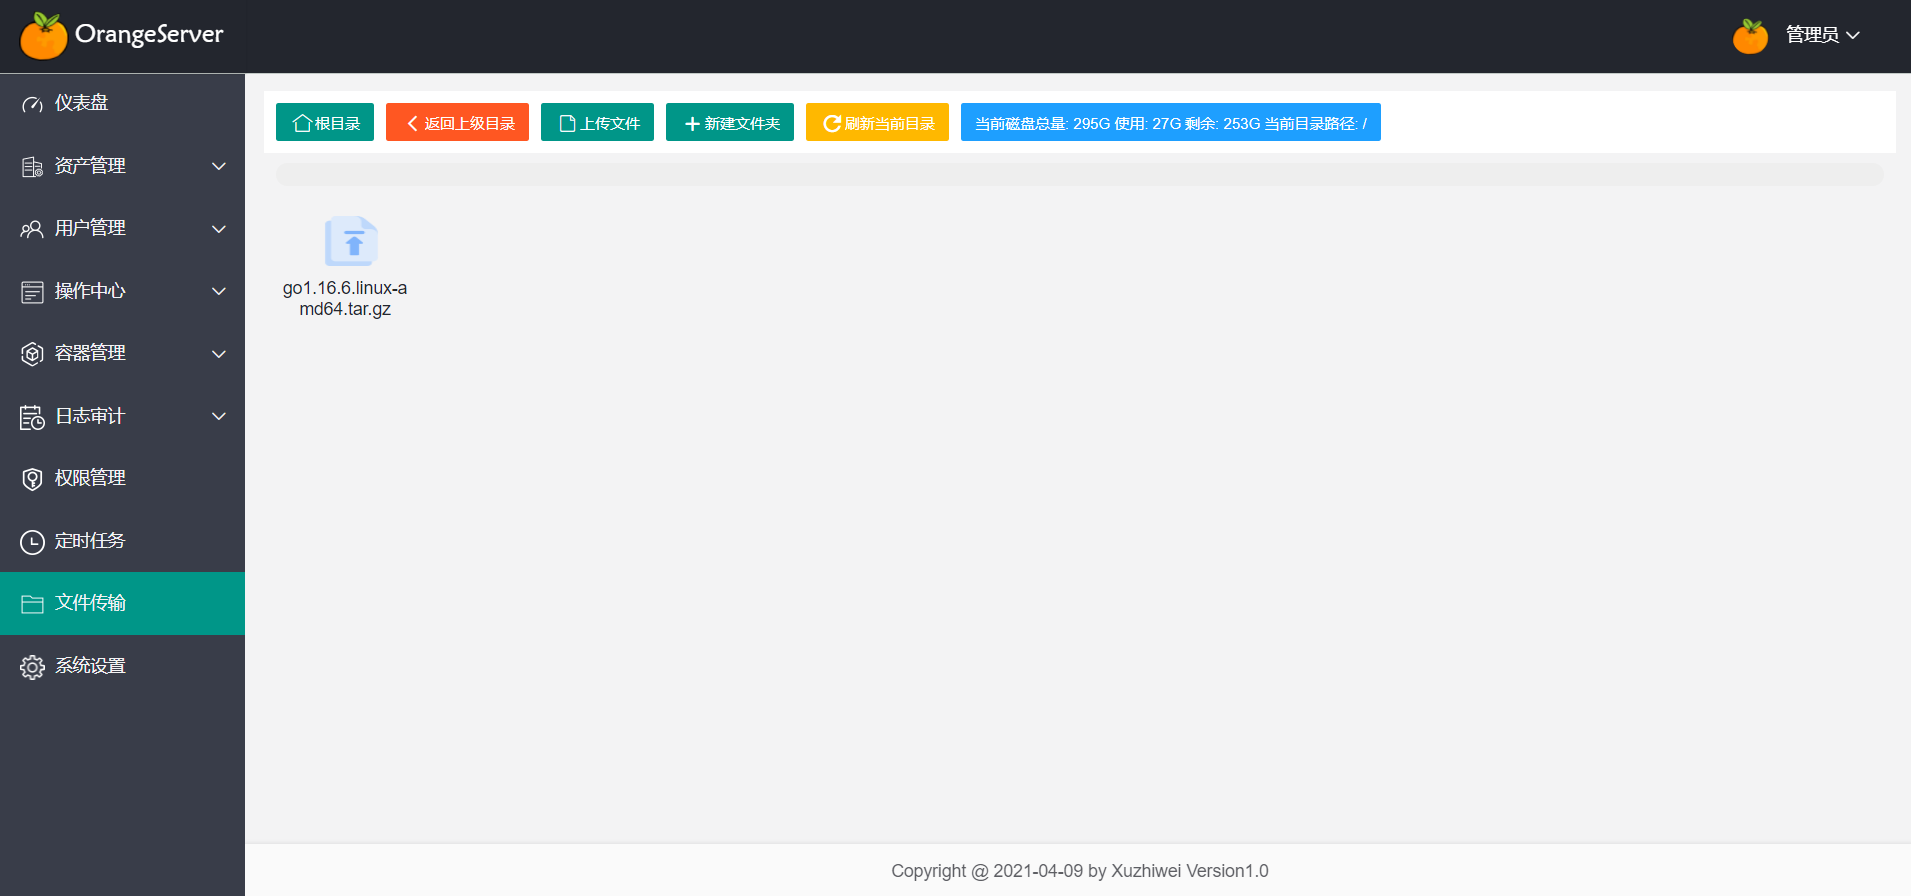 OrangeServer
管理员
仪表盘
资产管理
用户管理
操作中心
容器管理
日志审计
权限管理
定时任务
文件传输
系统设置
根目录
返回上级目录
上传文件
新建文件夹
刷新当前目录
当前磁盘总量: 295G 使用: 27G 剩余: 253G 当前目录路径: /
go1.16.6.linux-a
md64.tar.gz
Copyright @ 2021-04-09 by Xuzhiwei Version1.0